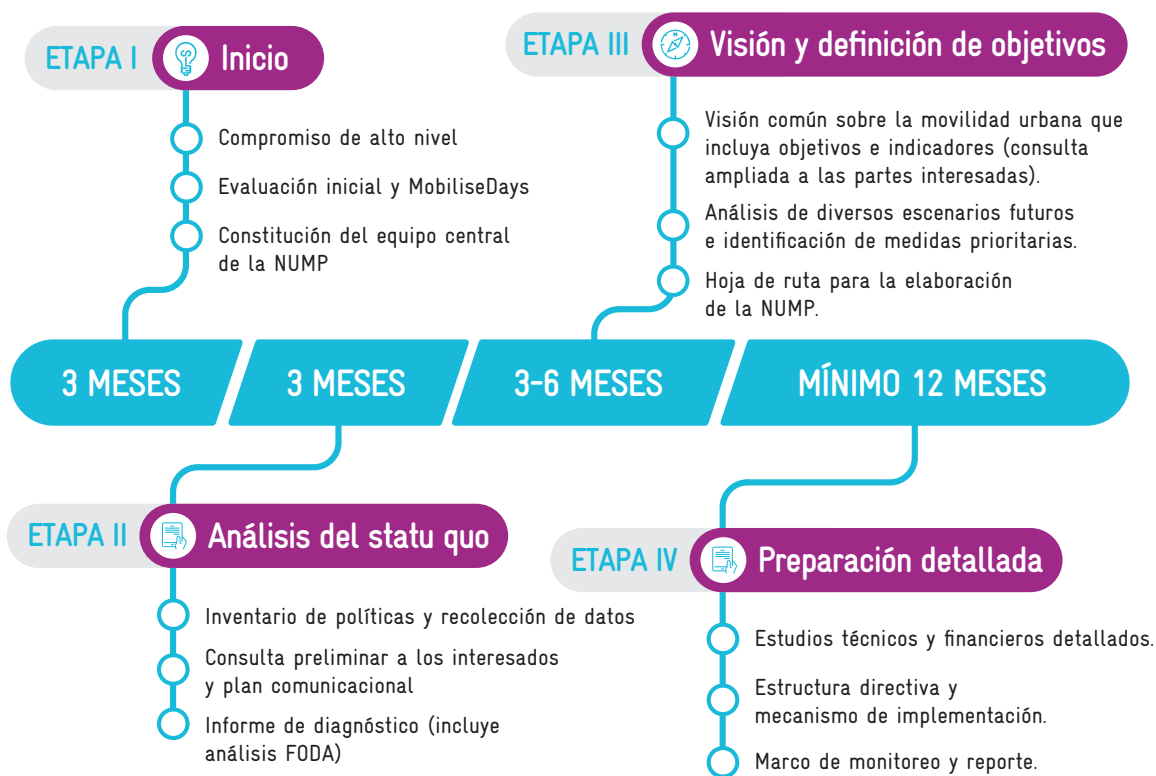 ETAPA I
Inicio
Compromiso de alto nivel
Evaluación inicial y MobiliseDays
Constitución del equipo central
de la NUMP
ETAPA III
Visión y definición de objetivos
Visión común sobre la movilidad urbana que
incluya objetivos e indicadores (consulta
ampliada a las partes interesadas).
Análisis de diversos escenarios futuros
e identificación de medidas prioritarias.
Hoja de ruta para la elaboración
de la NUMP.
3 MESES
3 MESES
3-6 MESES
MÍNIMO 12 MESES
ETAPA II
Análisis del statu quo
Inventario de políticas y recolección de datos
Consulta preliminar a los interesados
y plan comunicacional
Informe de diagnóstico (incluye
análisis FODA)
ETAPA IV
Preparación detallada
Estudios técnicos y financieros detallados.
Estructura directiva y
mecanismo de implementación.
Marco de monitoreo y reporte.